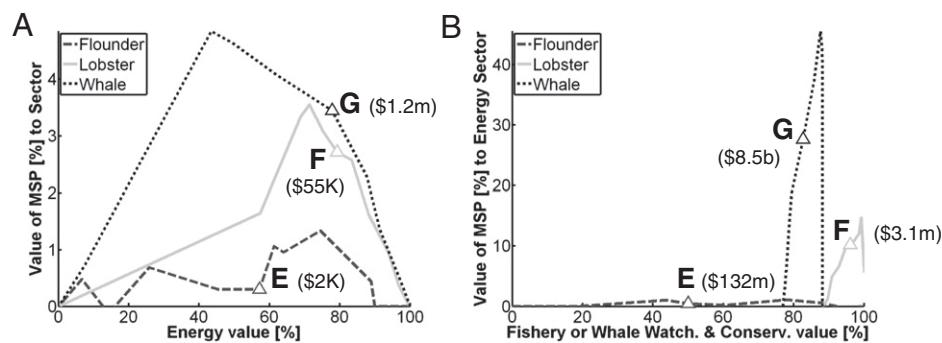 A
Flounder
Lobster
Whale
Value of MSP [%] to Sector
4
3
2
1
0
G ($1.2m)
F
($55K)
E ($2K)
0 20 40 60 80 100
Energy value [%]
B
Flounder
Lobster
Whale
Value of MSP [%] to Energy Sector
40
30
20
10
0
G
($8.5b)
F ($3.1m)
E ($132m)
0 20 40 60 80 100
Fishery or Whale Watch. & Conserv. value [%]